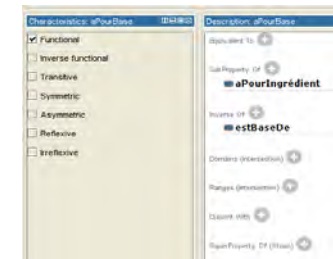 Characteristics: aPourBase
Functional
Inverse functional
Transitive
Symmetric
Asymmetric
Reflexive
Irreflexive
Description: aPourBase
Equivalent To
SubProperty Of
aPourIngrédient
Inverse Of
estBaseDe
Domains (intersection)
Ranges (intersection)
Disjoint With
SuperProperty Of (Chain)